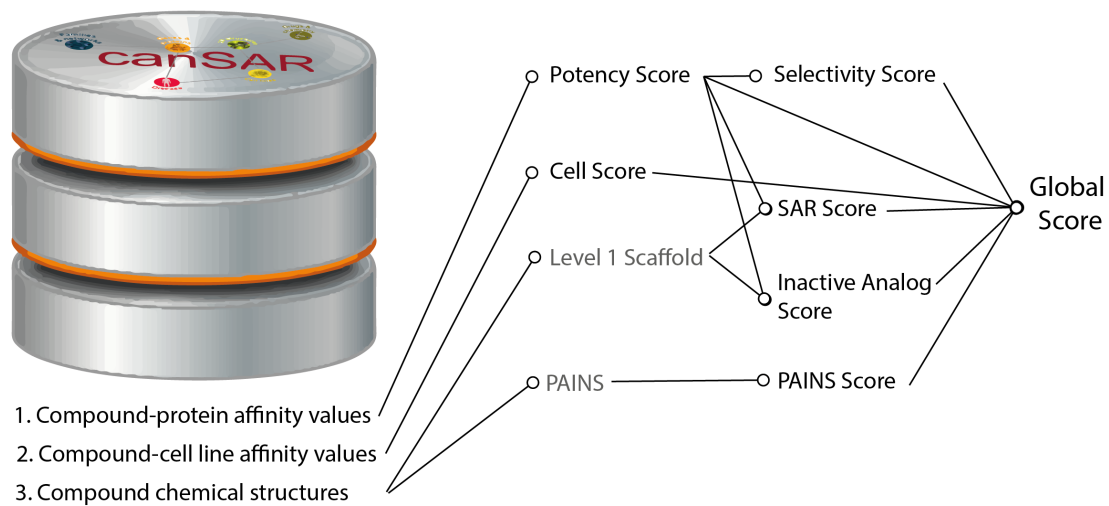 canSAR
Potency Score
Selectivity Score
Cell Score
Global
Score
SAR Score
Level 1 Scaffold
Inactive Analog
Score
PAINS
PAINS Score
1. Compound-protein affinity values
2. Compound-cell line affinity values
3. Compound chemical structures